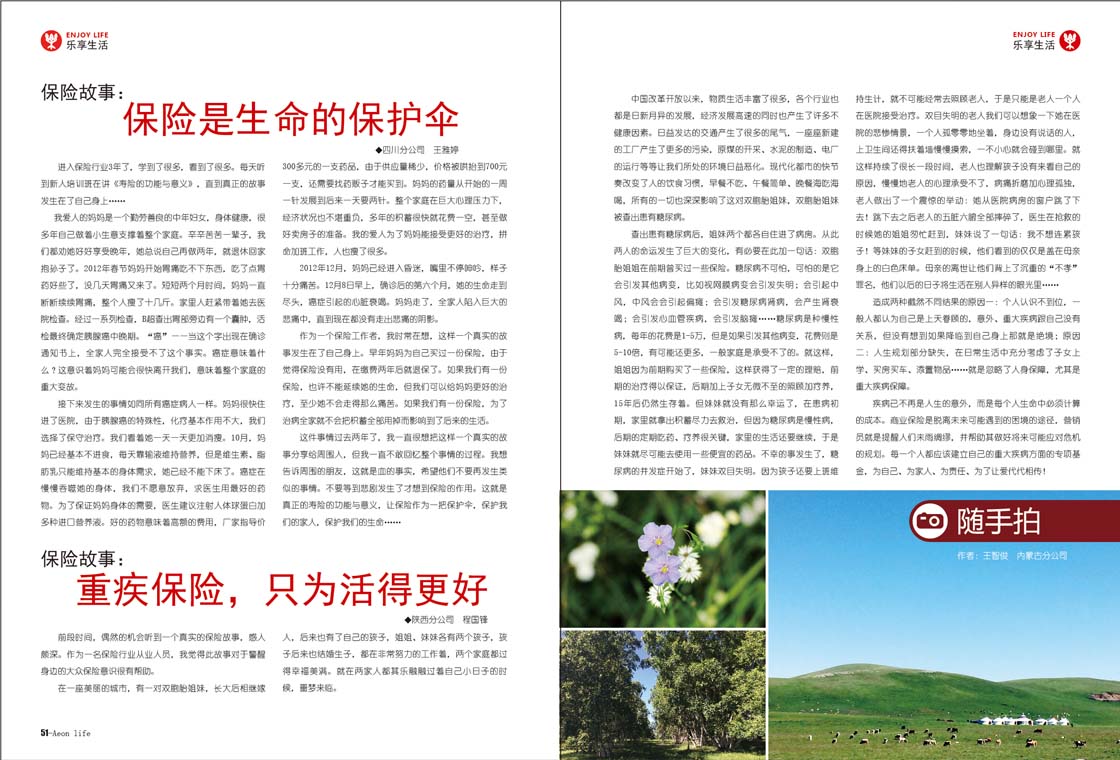 ENJOY LIFE
乐享生活
保险故事：
保险是生命的保护伞
◆四川分公司　王雅婷
进入保险行业3年了，学到了很多，看到了很多。每天听
到新人培训班在讲《寿险的功能与意义》，直到真正的故事
发生在了自己身上……
我爱人的妈妈是一个勤劳善良的中年妇女，身体健康，很
多年自己做着小生意支撑着整个家庭。辛辛苦苦一辈子，我
们都劝她好好享受晚年，她总说自己再做两年，就退休回家
抱孙子了。2012年春节妈妈开始胃痛吃不下东西，吃了点胃
药好些了，没几天胃痛又来了。短短两个月时间，妈妈一直
断断续续胃痛，整个人瘦了十几斤。家里人赶紧带着她去医
院检查。经过一系列检查，B超查出胃部旁边有一个囊肿，活
检最终确定胰腺癌中晚期。“癌”——当这个字出现在确诊
通知书上，全家人完全接受不了这个事实。癌症意味着什
么？这意识着妈妈可能会很快离开我们，意味着整个家庭的
重大变故。
接下来发生的事情如同所有癌症病人一样。妈妈很快住
进了医院，由于胰腺癌的特殊性，化疗基本作用不大，我们
选择了保守治疗。我们看着她一天一天更加消瘦。10月，妈
妈已经基本不进食，每天靠输液维持营养，但是维生素，脂
肪乳只能维持基本的身体需求，她已经不能下床了。癌症在
慢慢吞噬她的身体，我们不愿意放弃，求医生用最好的药
物。为了保证妈妈身体的需要，医生建议注射人体球蛋白加
多种进口营养液。好的药物意味着高额的费用，厂家指导价
300多元的一支药品，由于供应量稀少，价格被哄抬到700元
一支，还需要找药贩子才能买到。妈妈的药量从开始的一周
一针发展到后来一天要两针。整个家庭在巨大心理压力下，
经济状况也不堪重负，多年的积蓄很快就花费一空，甚至做
好卖房子的准备。我的爱人为了妈妈能接受更好的治疗，拼
命加班工作，人也瘦了很多。
2012年12月，妈妈已经进入昏迷，嘴里不停呻吟，样子
十分痛苦。12月8日早上，确诊后的第六个月，她的生命走到
尽头，癌症引起的心脏衰竭。妈妈走了，全家人陷入巨大的
悲痛中，直到现在都没有走出悲痛的阴影。
作为一个保险工作者，我时常在想，这样一个真实的故
事发生在了自己身上。早年妈妈为自己买过一份保险，由于
觉得保险没有用，在缴费两年后就退保了。如果我们有一份
保险，也许不能延续她的生命，但我们可以给妈妈更好的治
疗，至少她不会走得那么痛苦。如果我们有一份保险，为了
治病全家就不会把积蓄全部用掉而影响到了后来的生活。
这件事情过去两年了，我一直很想把这样一个真实的故
事分享给周围人，但我一直不敢回忆整个事情的过程。我想
告诉周围的朋友，这就是血的事实，希望他们不要再发生类
似的事情。不要等到悲剧发生了才想到保险的作用。这就是
真正的寿险的功能与意义，让保险作为一把保护伞，保护我
们的家人，保护我们的生命……
保险故事：
重疾保险，只为活得更好
◆陕西分公司　程国锋
前段时间，偶然的机会听到一个真实的保险故事，感人
颇深。作为一名保险行业从业人员，我觉得此故事对于警醒
身边的大众保险意识很有帮助。
在一座美丽的城市，有一对双胞胎姐妹，长大后相继嫁
人，后来也有了自己的孩子，姐姐，妹妹各有两个孩子，孩
子后来也结婚生子，都在非常努力的工作着，两个家庭都过
得幸福美满。就在两家人都其乐融融过着自己小日子的时
候，噩梦来临。
51-Aeon life
ENJOY LIFE
乐享生活
中国改革开放以来，物质生活丰富了很多，各个行业也
都是日新月异的发展，经济发展高速的同时也产生了许多不
健康因素。日益发达的交通产生了很多的尾气，一座座新建
的工厂产生了更多的污染，原煤的开采、水泥的制造、电厂
的运行等等让我们所处的环境日益恶化。现代化都市的快节
奏改变了人的饮食习惯，早餐不吃，午餐简单，晚餐海吃海
喝，所有的一切也深深影响了这对双胞胎姐妹，双胞胎姐妹
被查出患有糖尿病。
查出患有糖尿病后，姐妹两个都各自住进了病房。从此
两人的命运发生了巨大的变化，有必要在此加一句话：双胞
胎姐姐在前期曾买过一些保险。糖尿病不可怕，可怕的是它
会引发其他病变，比如视网膜病变会引发失明；会引起中
风，中风会会引起偏瘫；会引发糖尿病肾病，会产生肾衰
竭；会引发心血管疾病，会引发脑瘫……糖尿病是种慢性
病，每年的花费是1-5万，但是如果引发其他病变，花费则是
5-10倍，有可能还更多，一般家庭是承受不了的。就这样，
姐姐因为前期购买了一些保险，这样获得了一定的理赔，前
期的治疗得以保证，后期加上子女无微不至的照顾加疗养，
15年后仍然生存着。但妹妹就没有那么幸运了，在患病初
期，家里就拿出积蓄尽力去救治，但因为糖尿病是慢性病，
后期的定期吃药、疗养很关键，家里的生活还要继续，于是
妹妹就尽可能去使用一些便宜的药品。不幸的事发生了，糖
尿病的并发症开始了，妹妹双目失明。因为孩子还要上班维
持生计，就不可能经常去照顾老人，于是只能是老人一个人
在医院接受治疗。双目失明的老人我们可以想象一下她在医
院的悲惨情景，一个人孤零零地坐着，身边没有说话的人，
上卫生间还得扶着墙慢慢摸索，一不小心就会碰到哪里。就
这样持续了很长一段时间，老人也理解孩子没有来看自己的
原因，慢慢地老人的心理承受不了，病痛折磨加心理孤独，
老人做出了一个震惊的举动：她从医院病房的窗户跳了下
去！跳下去之后老人的五脏六腑全部摔碎了，医生在抢救的
时候她的姐姐匆忙赶到，妹妹说了一句话：我不想连累孩
子！等妹妹的子女赶到的时候，他们看到的仅仅是盖在母亲
身上的白色床单。母亲的离世让他们背上了沉重的“不孝”
罪名，他们以后的日子将生活在别人异样的眼光里……
造成两种截然不同结果的原因一：个人认识不到位，一
般人都认为自己是上天眷顾的，意外、重大疾病跟自己没有
关系，但没有想到如果降临到自己身上那就是绝境；原因
二：人生规划部分缺失，在日常生活中充分考虑了子女上
学，买房买车，添置物品……就是忽略了人身保障，尤其是
重大疾病保障。
疾病已不再是人生的意外，而是每个人生命中必须计算
的成本。商业保险是脱离未来可能遇到的困境的途径，营销
员就是提醒人们未雨绸缪，并帮助其做好将来可能应对危机
的规划。每一个人都应该建立自己的重大疾病方面的专项基
金，为自己、为家人、为责任、为了让爱代代相传！
随手拍
作者：王智俊　内蒙古分公司